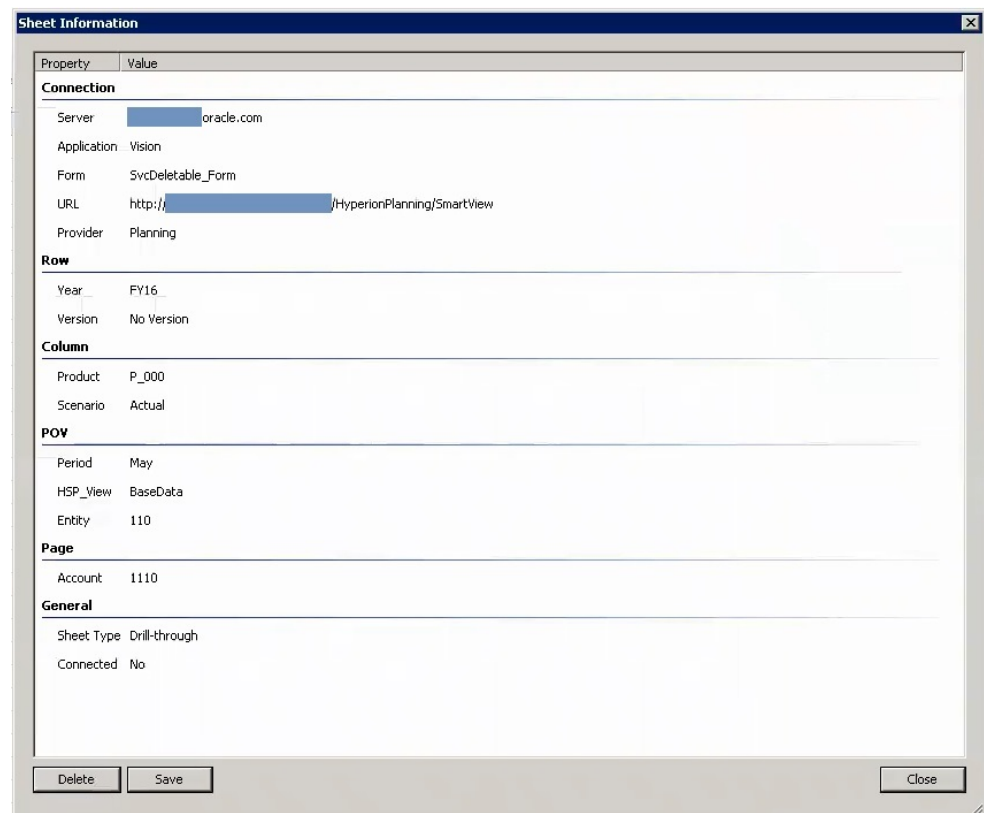 Sheet Information
Property Value
Connection
Server oracle.com
Application Vision
Form SvcDeletable_Form
URL http:// /HyperionPlanning/SmartView
Provider Planning
Row
Year FY16
Version No Version
Column
Product P_000
Scenario Actual
POV
Period May
HSP_View BaseData
Entity 110
Page
Account 1110
General
Sheet Type Drill-through
Connected No
Delete Save Close